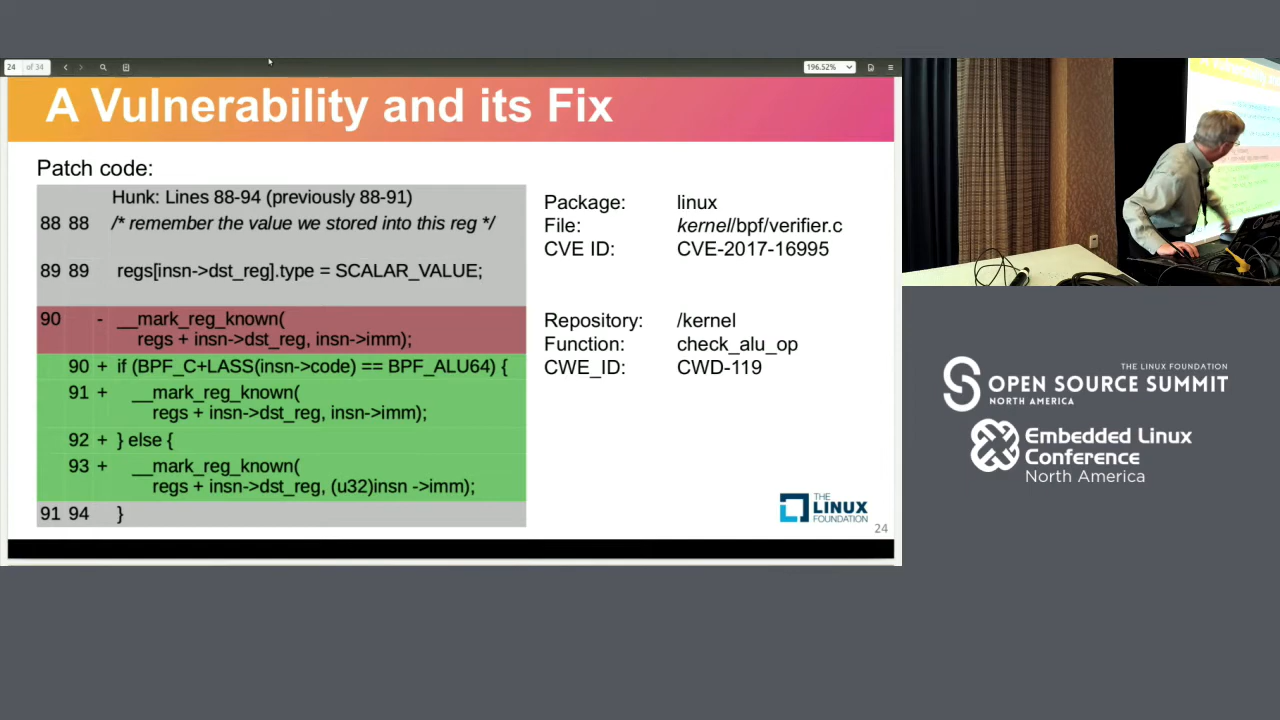 24 of 34
196.52%
A Vulnerability and its Fix
Patch code:
Hunk: Lines 88-94 (previously 88-91)
88 88 /* remember the value we stored into this reg */
89 89 regs[insn->dst_reg].type = SCALAR_VALUE;
90 - __mark_reg_known(
regs + insn->dst_reg, insn->imm);
90 + if (BPF_C+LASS(insn->code) == BPF_ALU64) {
91 + __mark_reg_known(
regs + insn->dst_reg, insn->imm);
92 + } else {
93 + __mark_reg_known(
regs + insn->dst_reg, (u32)insn ->imm);
91 94 }
Package: linux
File: kernel/bpf/verifier.c
CVE ID: CVE-2017-16995
Repository: /kernel
Function: check_alu_op
CWE_ID: CWD-119
THE
LINUX
FOUNDATION
24
THE LINUX FOUNDATION
OPEN SOURCE SUMMIT
NORTH AMERICA
Embedded Linux
Conference
North America